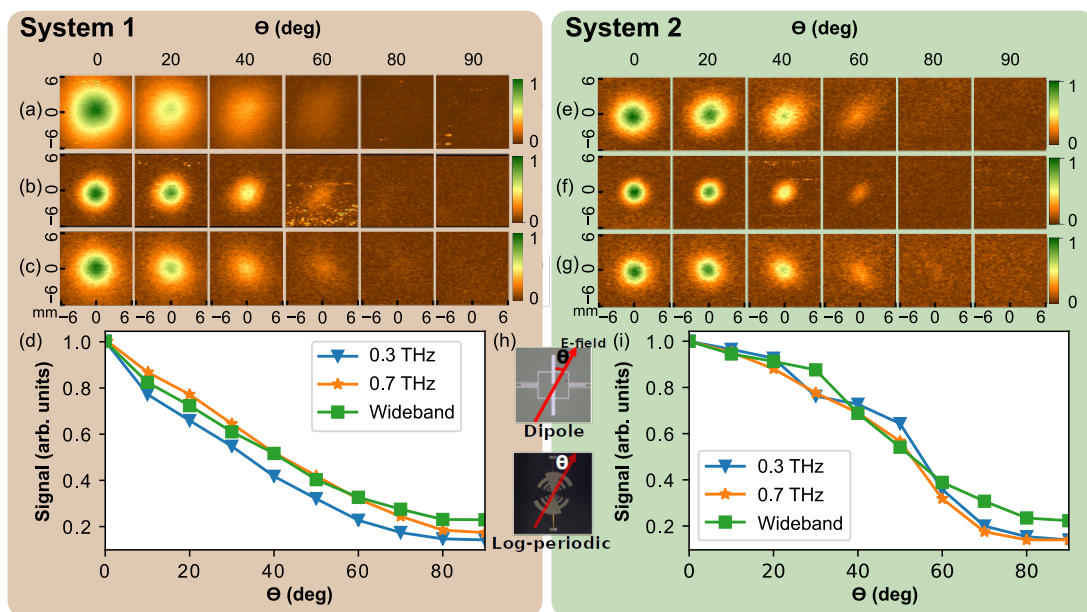 System 1
ϴ (deg)
0 20 40 60 80 90
(a) 6 0 −6 1 0
(b) 6 0 −6 1 0
(c) 6 0 −6 1 0
mm −6 0 6 −6 0 6 −6 0 6 −6 0 6 −6 0 6 −6 0 6
(d)
Signal (arb. units)
1.0
0.8
0.6
0.4
0.2
0.3 THz
0.7 THz
Wideband
0 20 40 60 80
ϴ (deg)
(h)
E-field
ϴ
Dipole
ϴ
Log-periodic
System 2
ϴ (deg)
0 20 40 60 80 90
(e) 6 0 −6 1 0
(f) 6 0 −6 1 0
(g) 6 0 −6 1 0
mm −6 0 6 −6 0 6 −6 0 6 −6 0 6 −6 0 6 −6 0 6
(i)
Signal (arb. units)
1.0
0.8
0.6
0.4
0.2
0.3 THz
0.7 THz
Wideband
0 20 40 60 80
ϴ (deg)